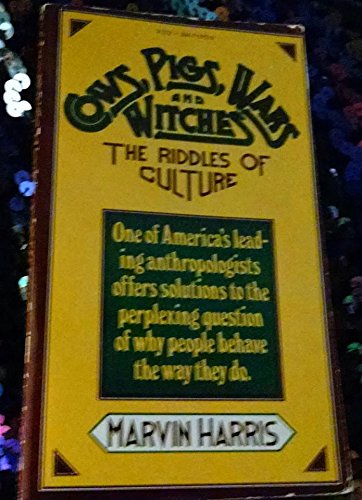 COWS, PIGS, WARS
AND
WITCHES
THE RIDDLES OF
CULTURE
One of America's lead-
ing anthropologists
offers solutions to the
perplexing question
of why people behave
the way they do.
MARVIN HARRIS